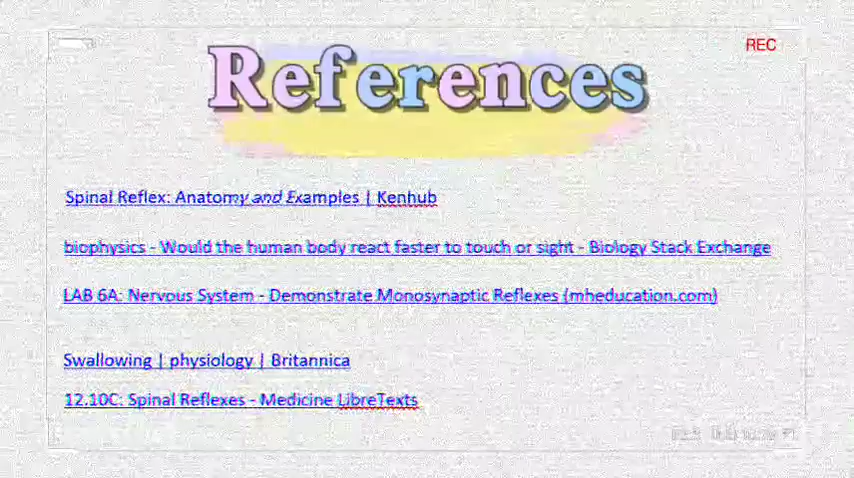 REC
References
Spinal Reflex: Anatomy and Examples | Kenhub
biophysics - Would the human body react faster to touch or sight - Biology Stack Exchange
LAB 6A: Nervous System - Demonstrate Monosynaptic Reflexes (mheducation.com)
Swallowing | physiology | Britannica
12.10C: Spinal Reflexes - Medicine LibreTexts